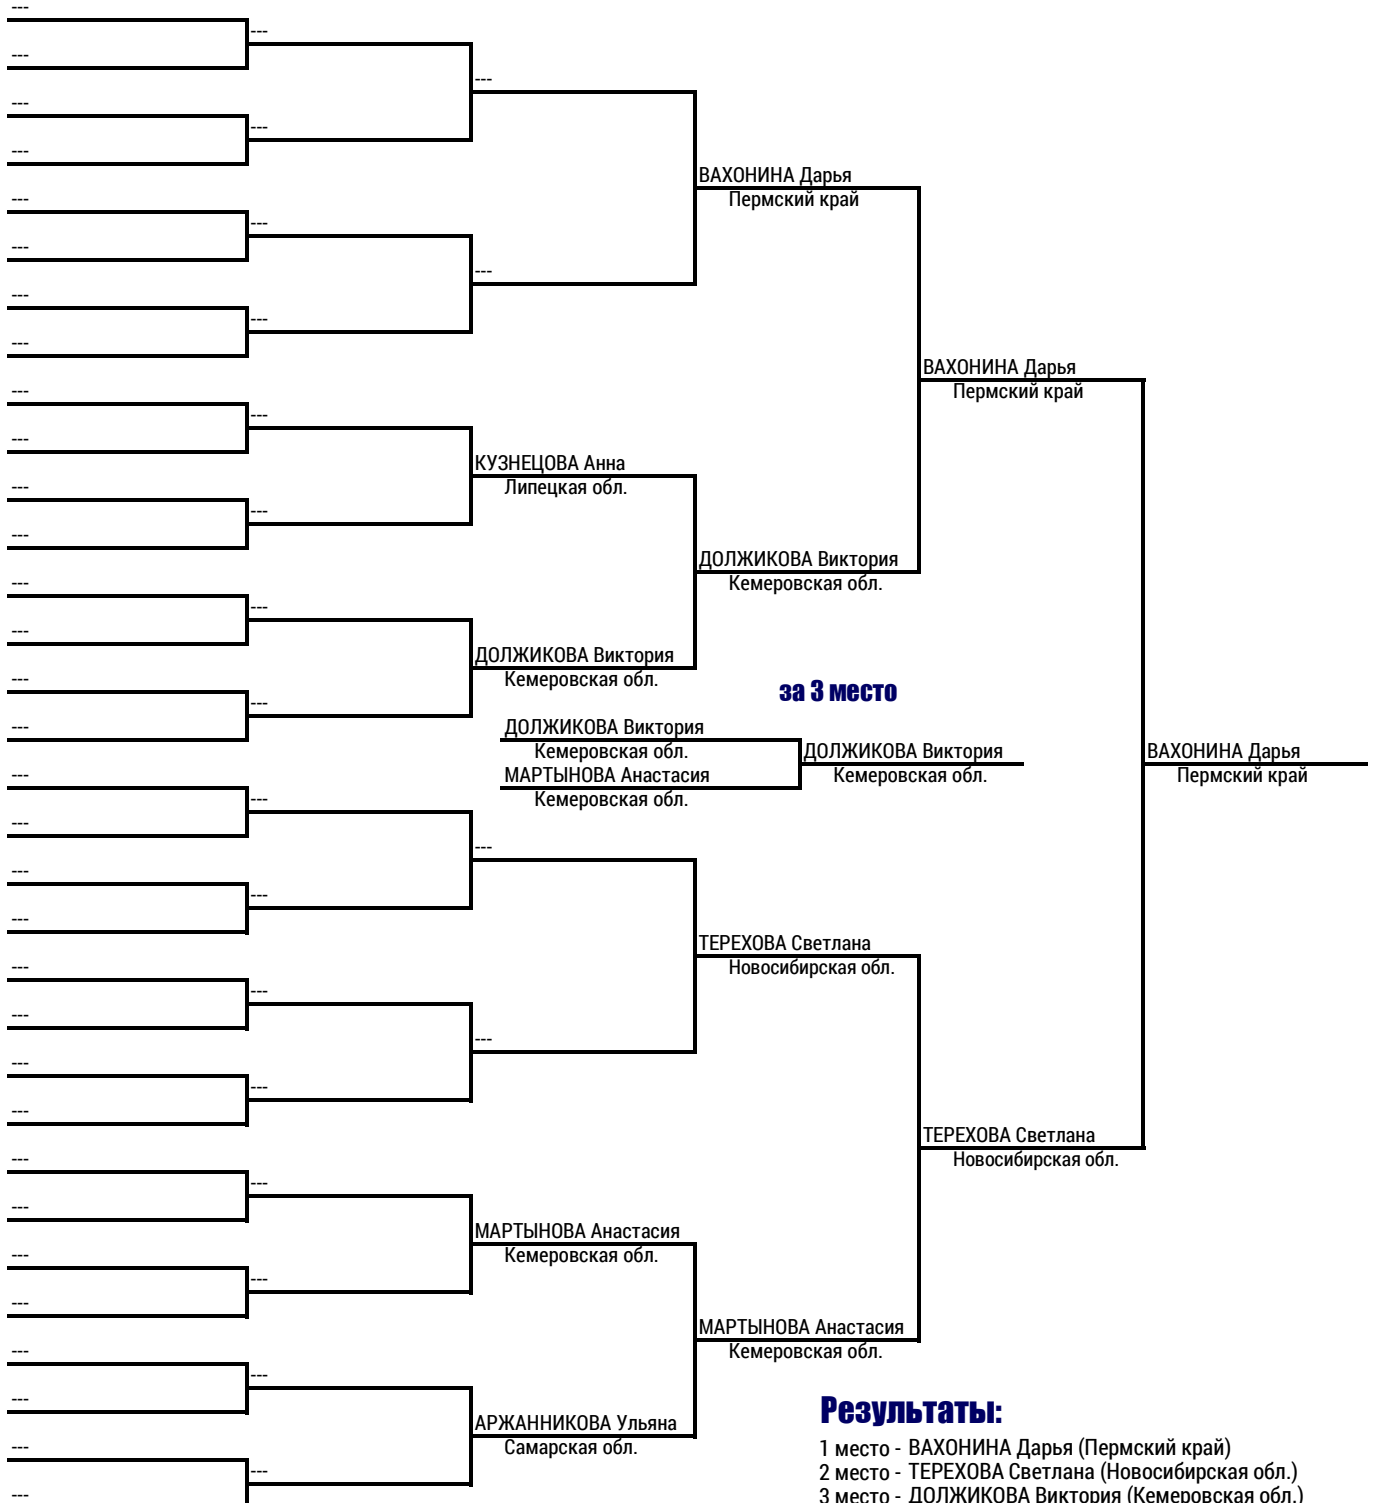 ---
---
---
---
---
---
---
---
---
---
ВАХОНИНА Дарья
Пермский край
---
---
---
---
---
---
---
---
ВАХОНИНА Дарья
Пермский край
---
---
---
КУЗНЕЦОВА Анна
Липецкая обл.
---
---
---
ДОЛЖИКОВА Виктория
Кемеровская обл.
---
---
---
ДОЛЖИКОВА Виктория
Кемеровская обл.
---
---
---
за 3 место
ДОЛЖИКОВА Виктория
Кемеровская обл.
МАРТЫНОВА Анастасия
Кемеровская обл.
ДОЛЖИКОВА Виктория
Кемеровская обл.
ВАХОНИНА Дарья
Пермский край
---
---
---
---
---
---
---
ТЕРЕХОВА Светлана
Новосибирская обл.
---
---
---
---
---
---
---
ТЕРЕХОВА Светлана
Новосибирская обл.
---
---
---
МАРТЫНОВА Анастасия
Кемеровская обл.
---
---
---
МАРТЫНОВА Анастасия
Кемеровская обл.
---
---
---
АРЖАННИКОВА Ульяна
Самарская обл.
---
---
---
Результаты:
1 место - ВАХОНИНА Дарья (Пермский край)
2 место - ТЕРЕХОВА Светлана (Новосибирская обл.)
3 место - ДОЛЖИКОВА Виктория (Кемеровская обл.)